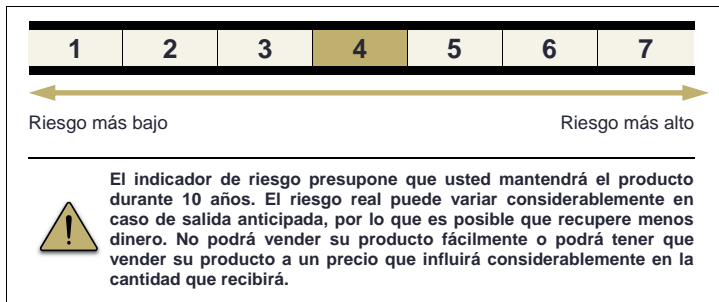 1 2 3 4 5 6 7
Riesgo más bajo Riesgo más alto
El indicador de riesgo presupone que usted mantendrá el producto
durante 10 años. El riesgo real puede variar considerablemente en
caso de salida anticipada, por lo que es posible que recupere menos
dinero. No podrá vender su producto fácilmente o podrá tener que
vender su producto a un precio que influirá considerablemente en la
cantidad que recibirá.